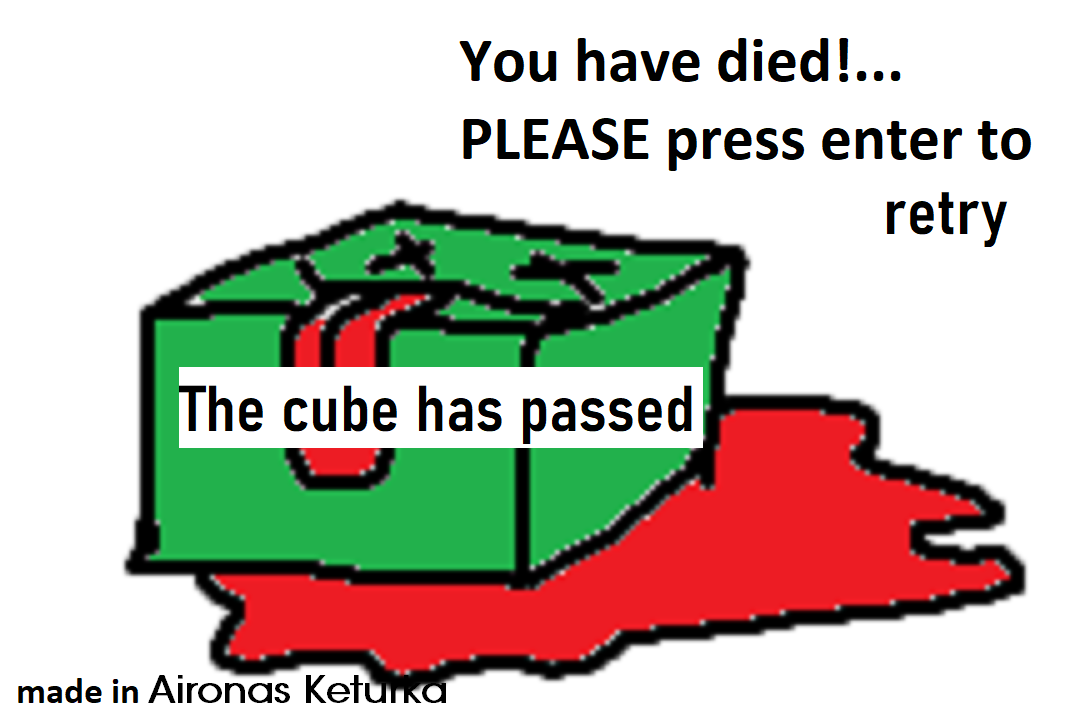 You have died!...
PLEASE press enter to
retry
The cube has passed
made in Aironas Keturka